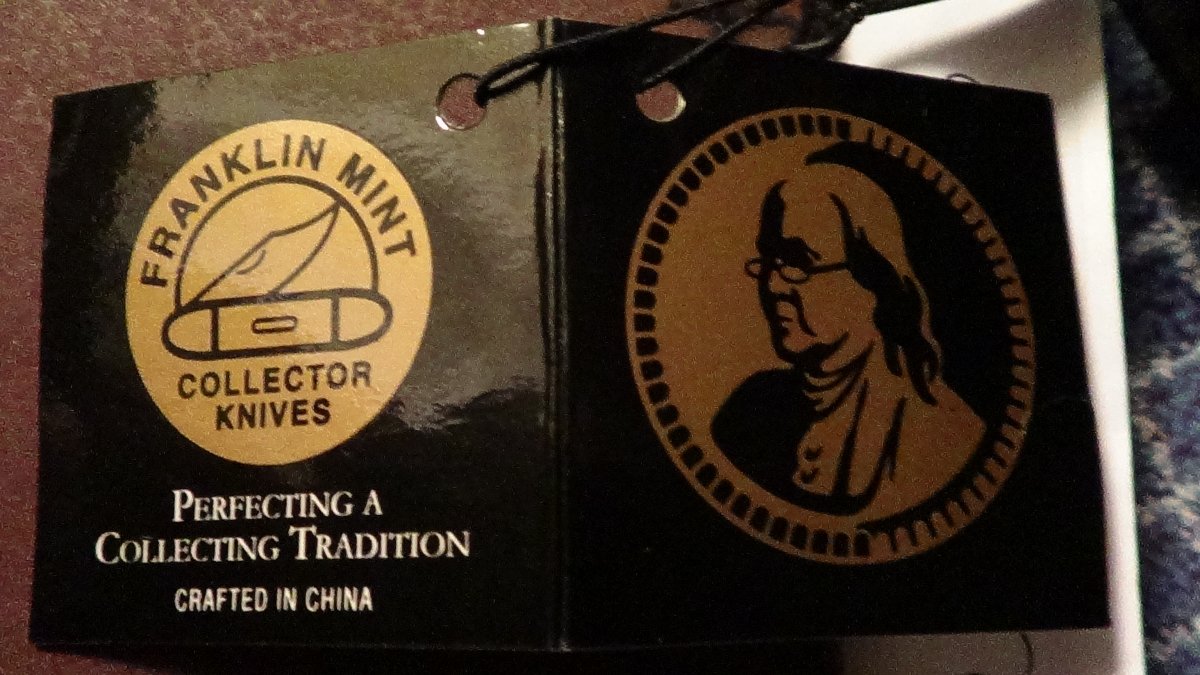 FRANKLIN MINT
COLLECTOR
KNIVES
PERFECTING A
COLLECTING TRADITION
CRAFTED IN CHINA